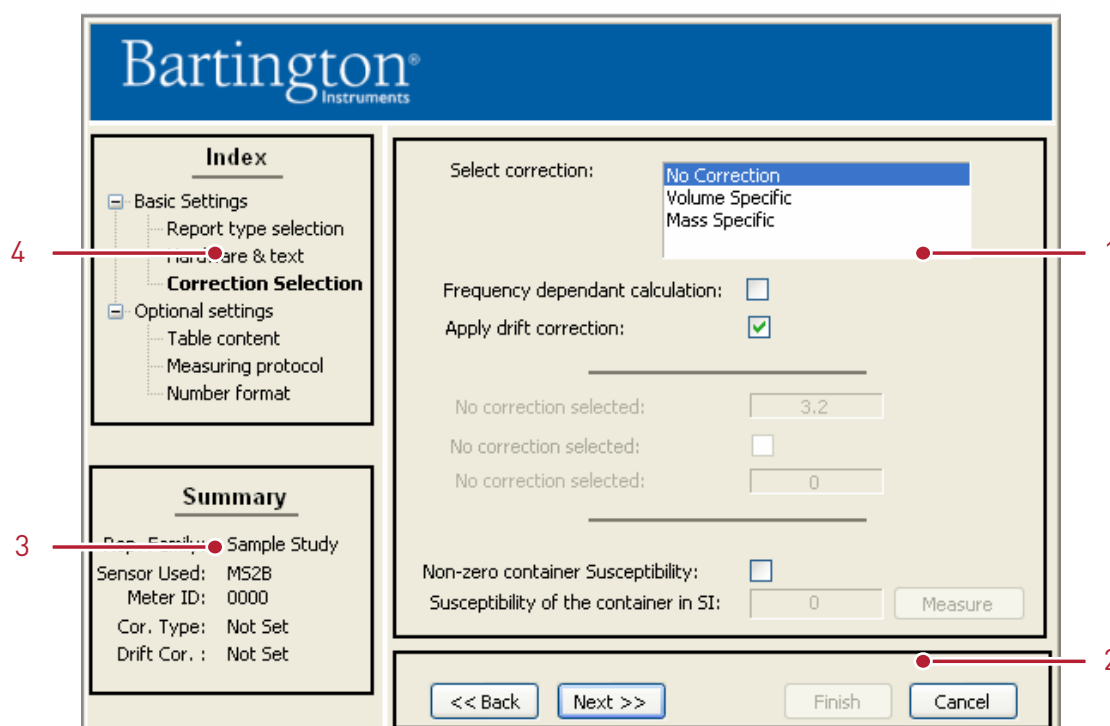 Bartington®
Instruments
Index
Basic Settings
Report type selection
Hardware & text
Correction Selection
Optional settings
Table content
Measuring protocol
Number format
4
Summary
Rep. Family: Sample Study
Sensor Used: MS2B
Meter ID: 0000
Cor. Type: Not Set
Drift Cor. : Not Set
3
Select correction:
No Correction
Volume Specific
Mass Specific
1
Frequency dependant calculation:
Apply drift correction:
No correction selected: 3.2
No correction selected:
No correction selected: 0
Non-zero container Susceptibility:
Susceptibility of the container in SI: 0 Measure
2
<< Back Next >> Finish Cancel